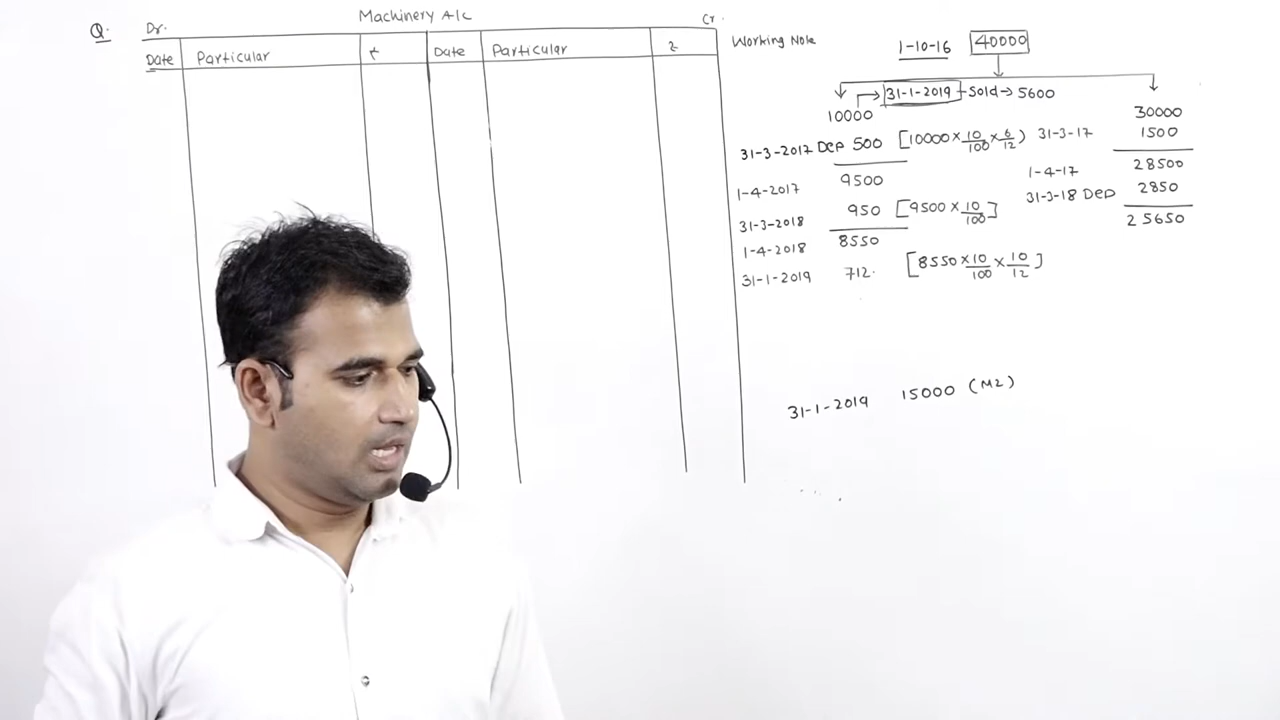 Q. Dr. Machinery A/c Cr.
Date Particular ₹ Date Particular ₹
Working Note
1-10-16 40000
31-1-2019 - Sold → 5600
10000 30000
31-3-2017 Dep 500 [10000 × 10/100 × 6/12) 31-3-17 1500
1-4-2017 9500 1-4-17 28500
31-3-2018 950 [9500 × 10/100] 31-3-18 Dep 2850
1-4-2018 8550 25650
31-1-2019 712. [8550 × 10/100 × 10/12]
31-1-2019 15000 (M2)